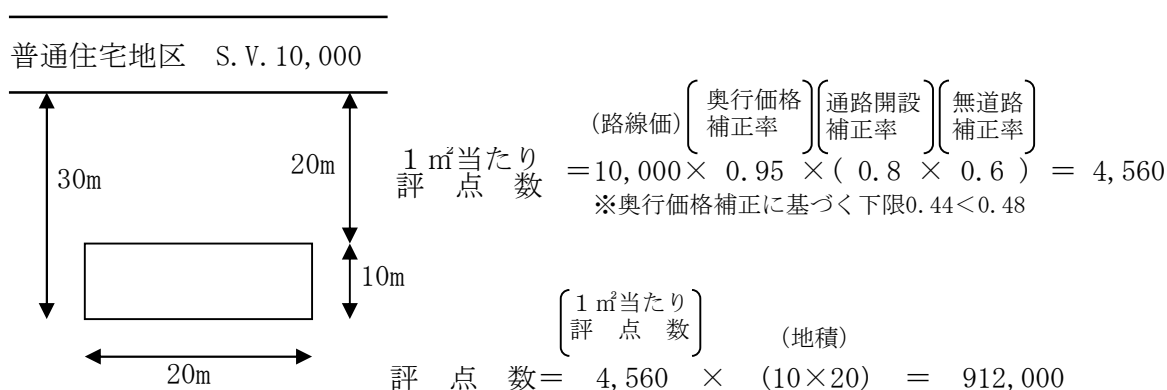 普通住宅地区 S.V.10,000
30m
20m
10m
20m
(路線価) 奥行価格補正率 通路開設補正率 無道路補正率
1㎡当たり評点数 =10,000× 0.95 ×( 0.8 × 0.6 ) = 4,560
※奥行価格補正に基づく下限0.44<0.48
1㎡当たり評点数 (地積)
評点数= 4,560 × (10×20) = 912,000